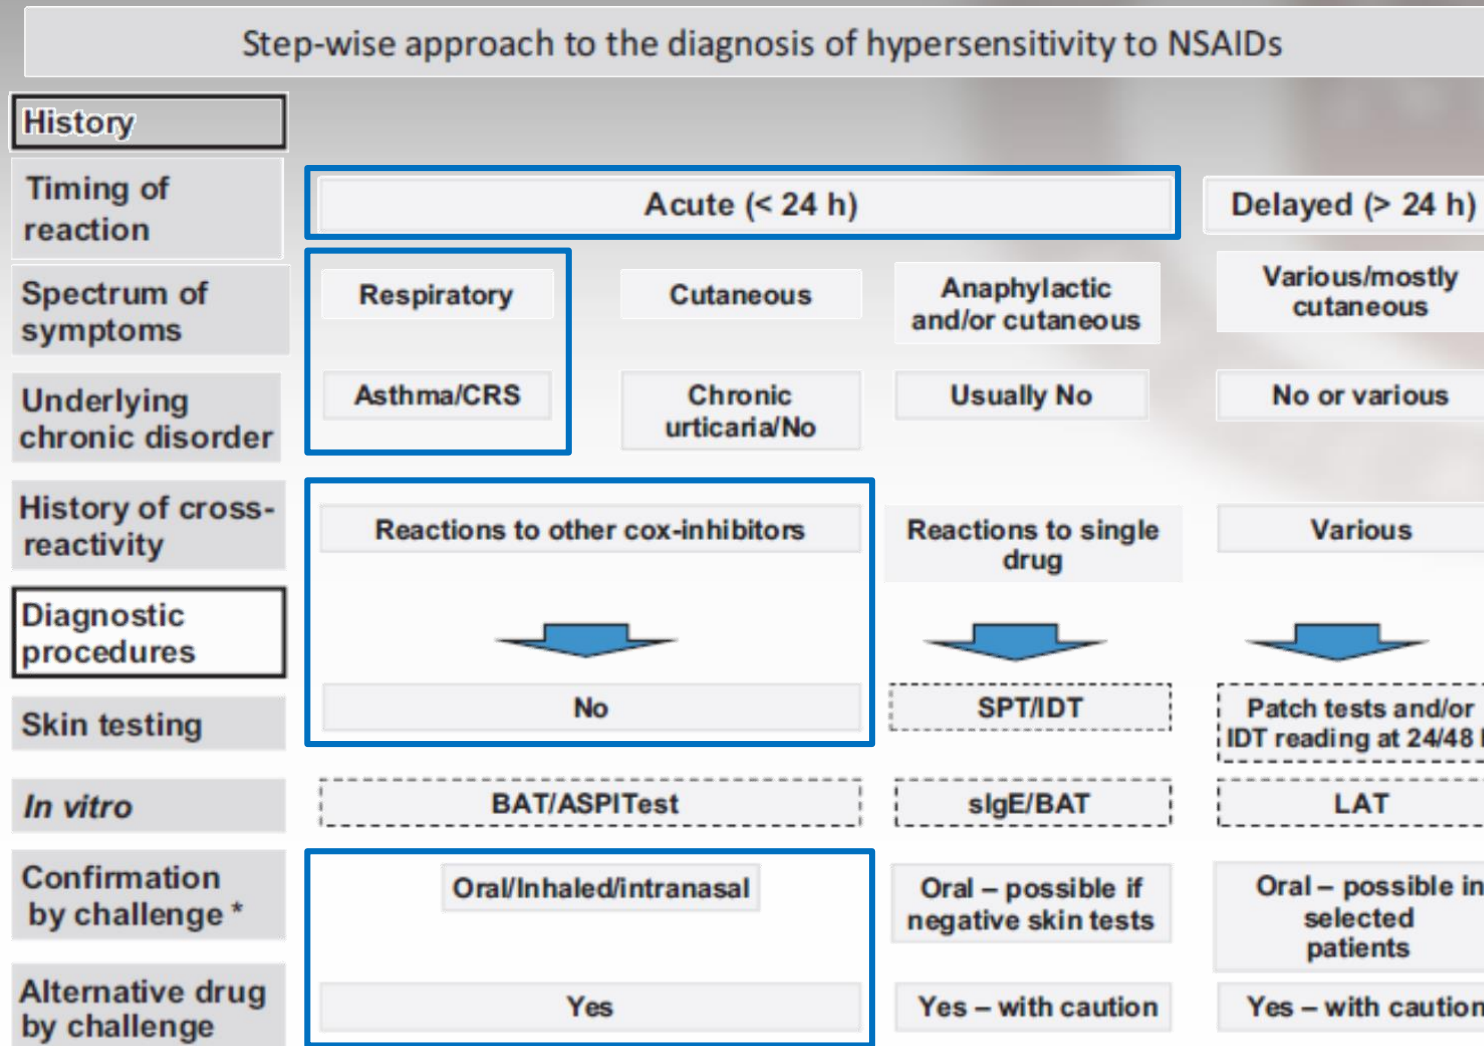 Step-wise approach to the diagnosis of hypersensitivity to NSAIDs
History
Timing of
reaction
Acute (< 24 h)
Delayed (> 24 h)
Spectrum of
symptoms
Respiratory
Cutaneous
Anaphylactic
and/or cutaneous
Various/mostly
cutaneous
Underlying
chronic disorder
Asthma/CRS
Chronic
urticaria/No
Usually No
No or various
History of cross-
reactivity
Reactions to other cox-inhibitors
Reactions to single
drug
Various
Diagnostic
procedures
Skin testing
No
SPT/IDT
Patch tests and/or
IDT reading at 24/48
In vitro
BAT/ASPITest
sIgE/BAT
LAT
Confirmation
by challenge *
Oral/Inhaled/intranasal
Oral – possible if
negative skin tests
Oral – possible in
selected
patients
Alternative drug
by challenge
Yes
Yes – with caution
Yes – with caution